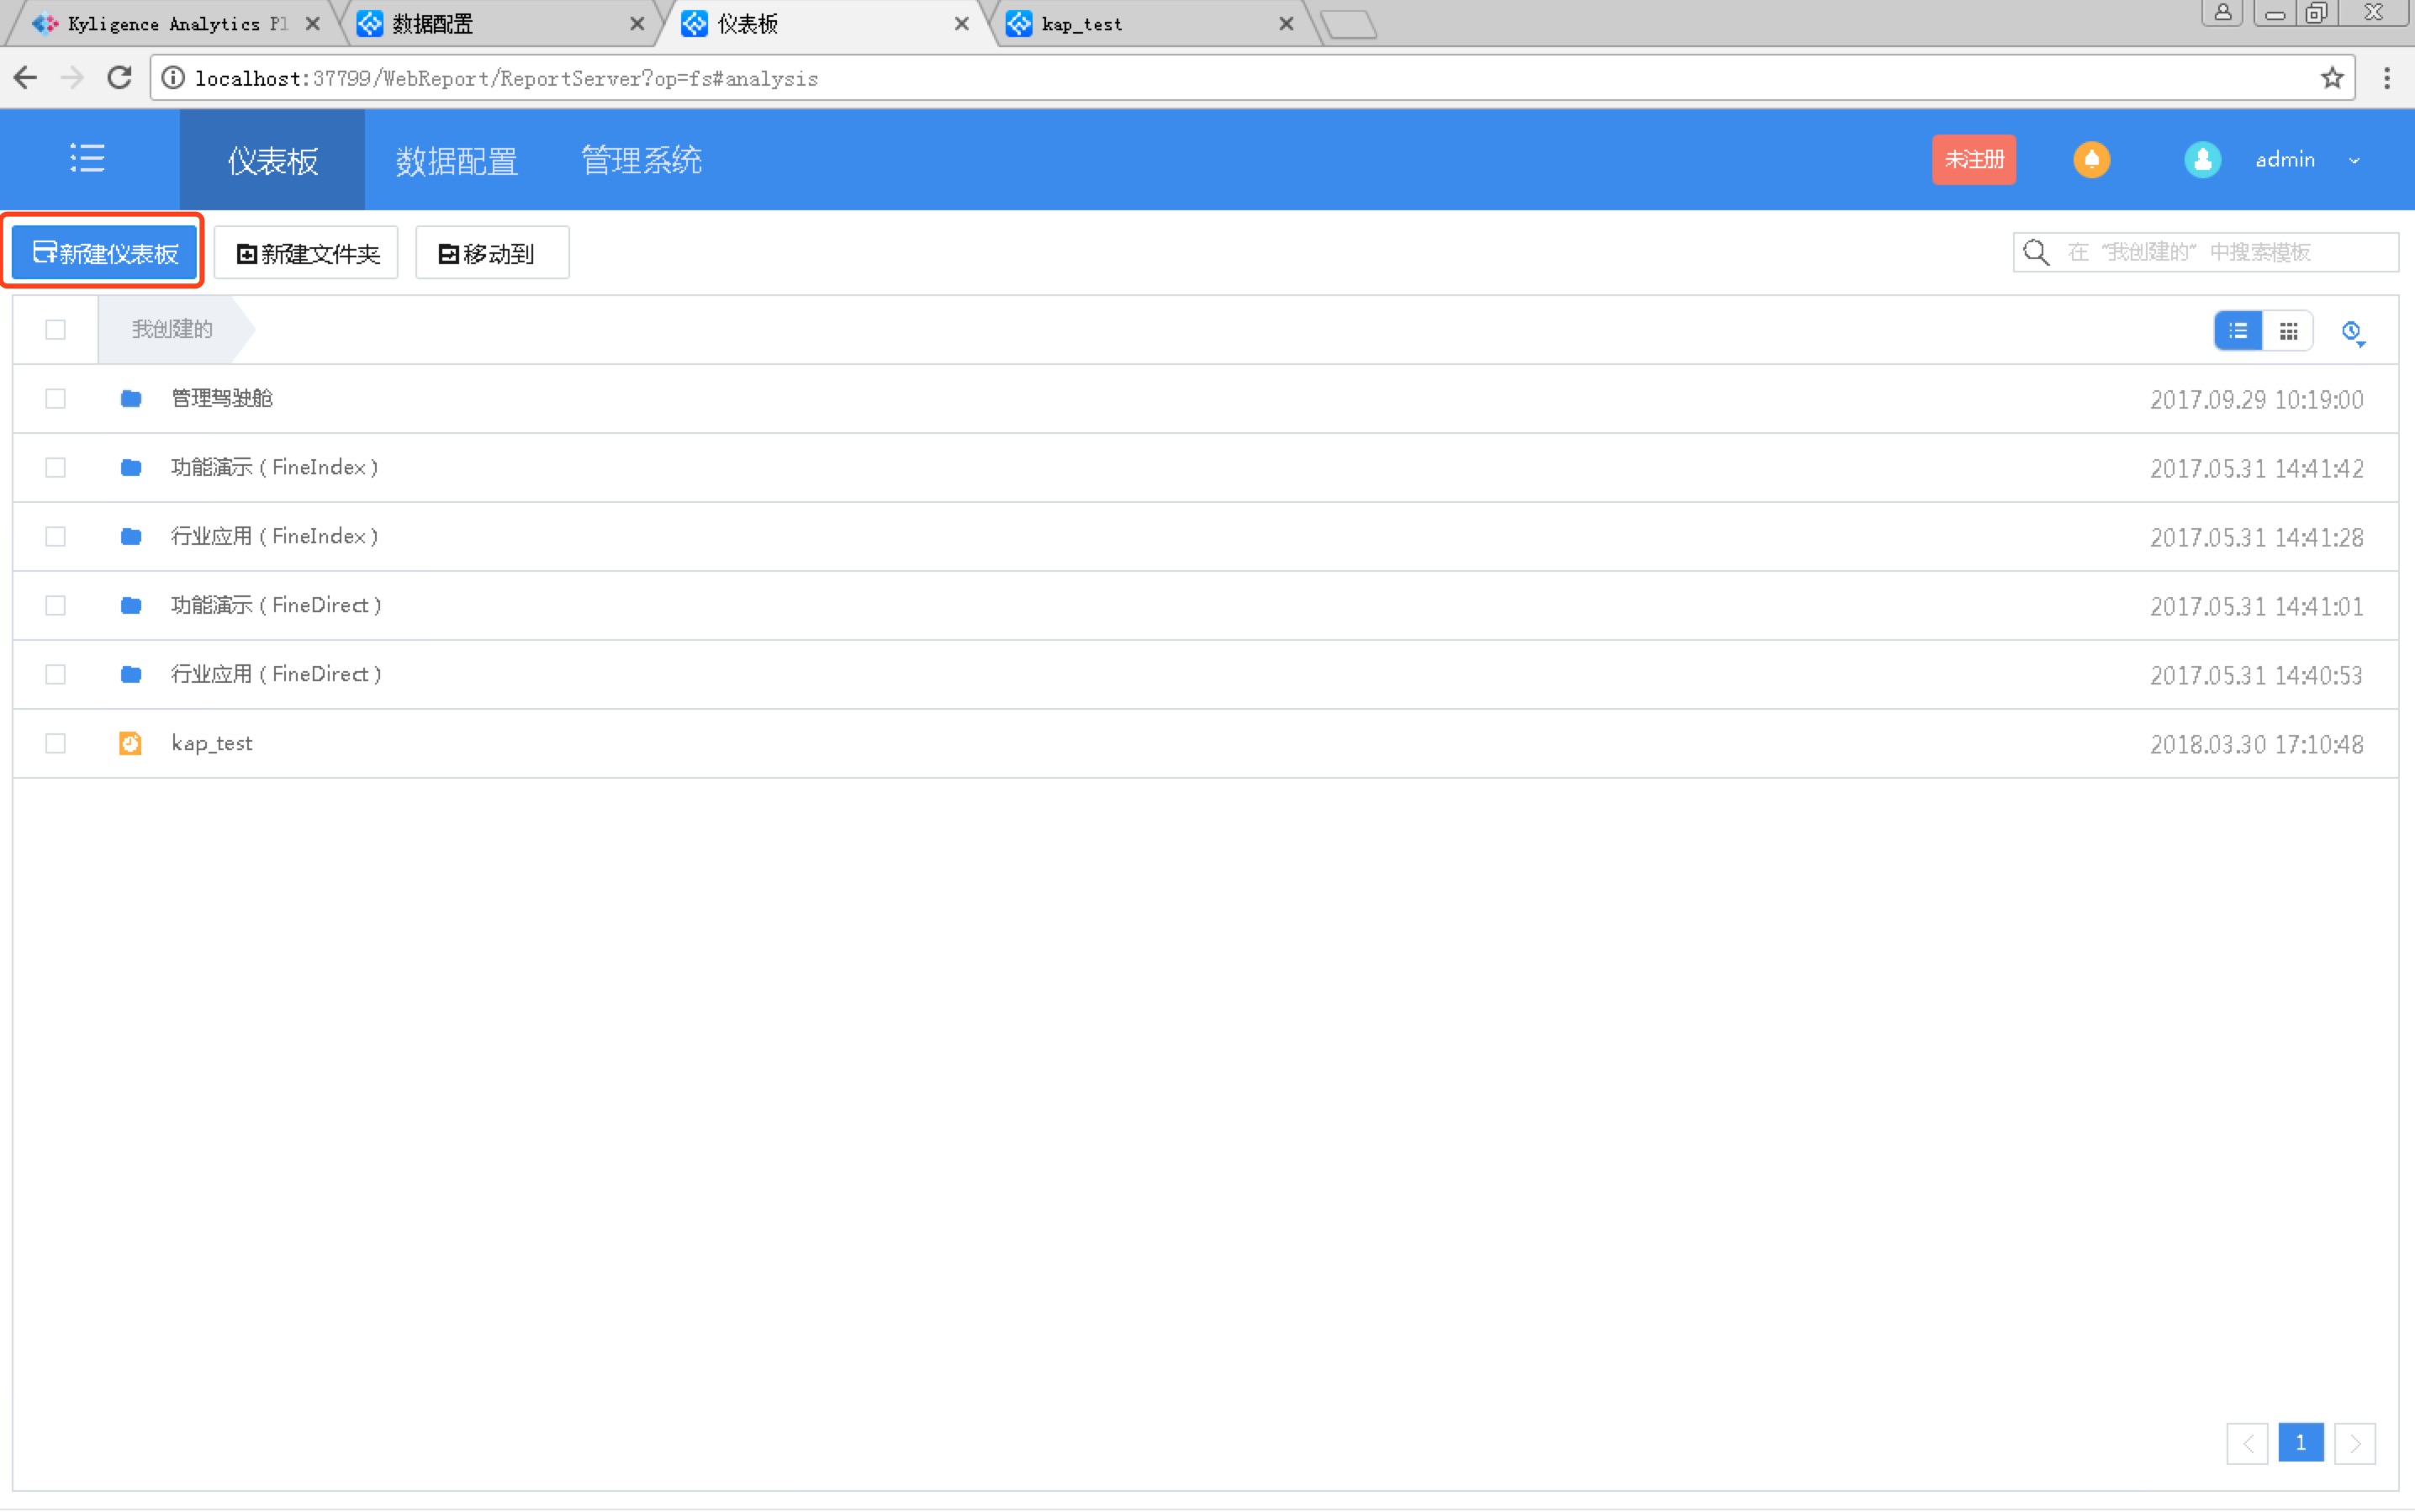 Kyligence Analytics Pl
数据配置
仪表板
kap_test
localhost:37799/WebReport/ReportServer?op=fs#analysis
仪表板
数据配置
管理系统
未注册
admin
新建仪表板
新建文件夹
移动到
在 “我创建的” 中搜索模板
我创建的
管理驾驶舱 2017.09.29 10:19:00
功能演示 ( FineIndex ) 2017.05.31 14:41:42
行业应用 ( FineIndex ) 2017.05.31 14:41:28
功能演示 ( FineDirect ) 2017.05.31 14:41:01
行业应用 ( FineDirect ) 2017.05.31 14:40:53
kap_test 2018.03.30 17:10:48
1